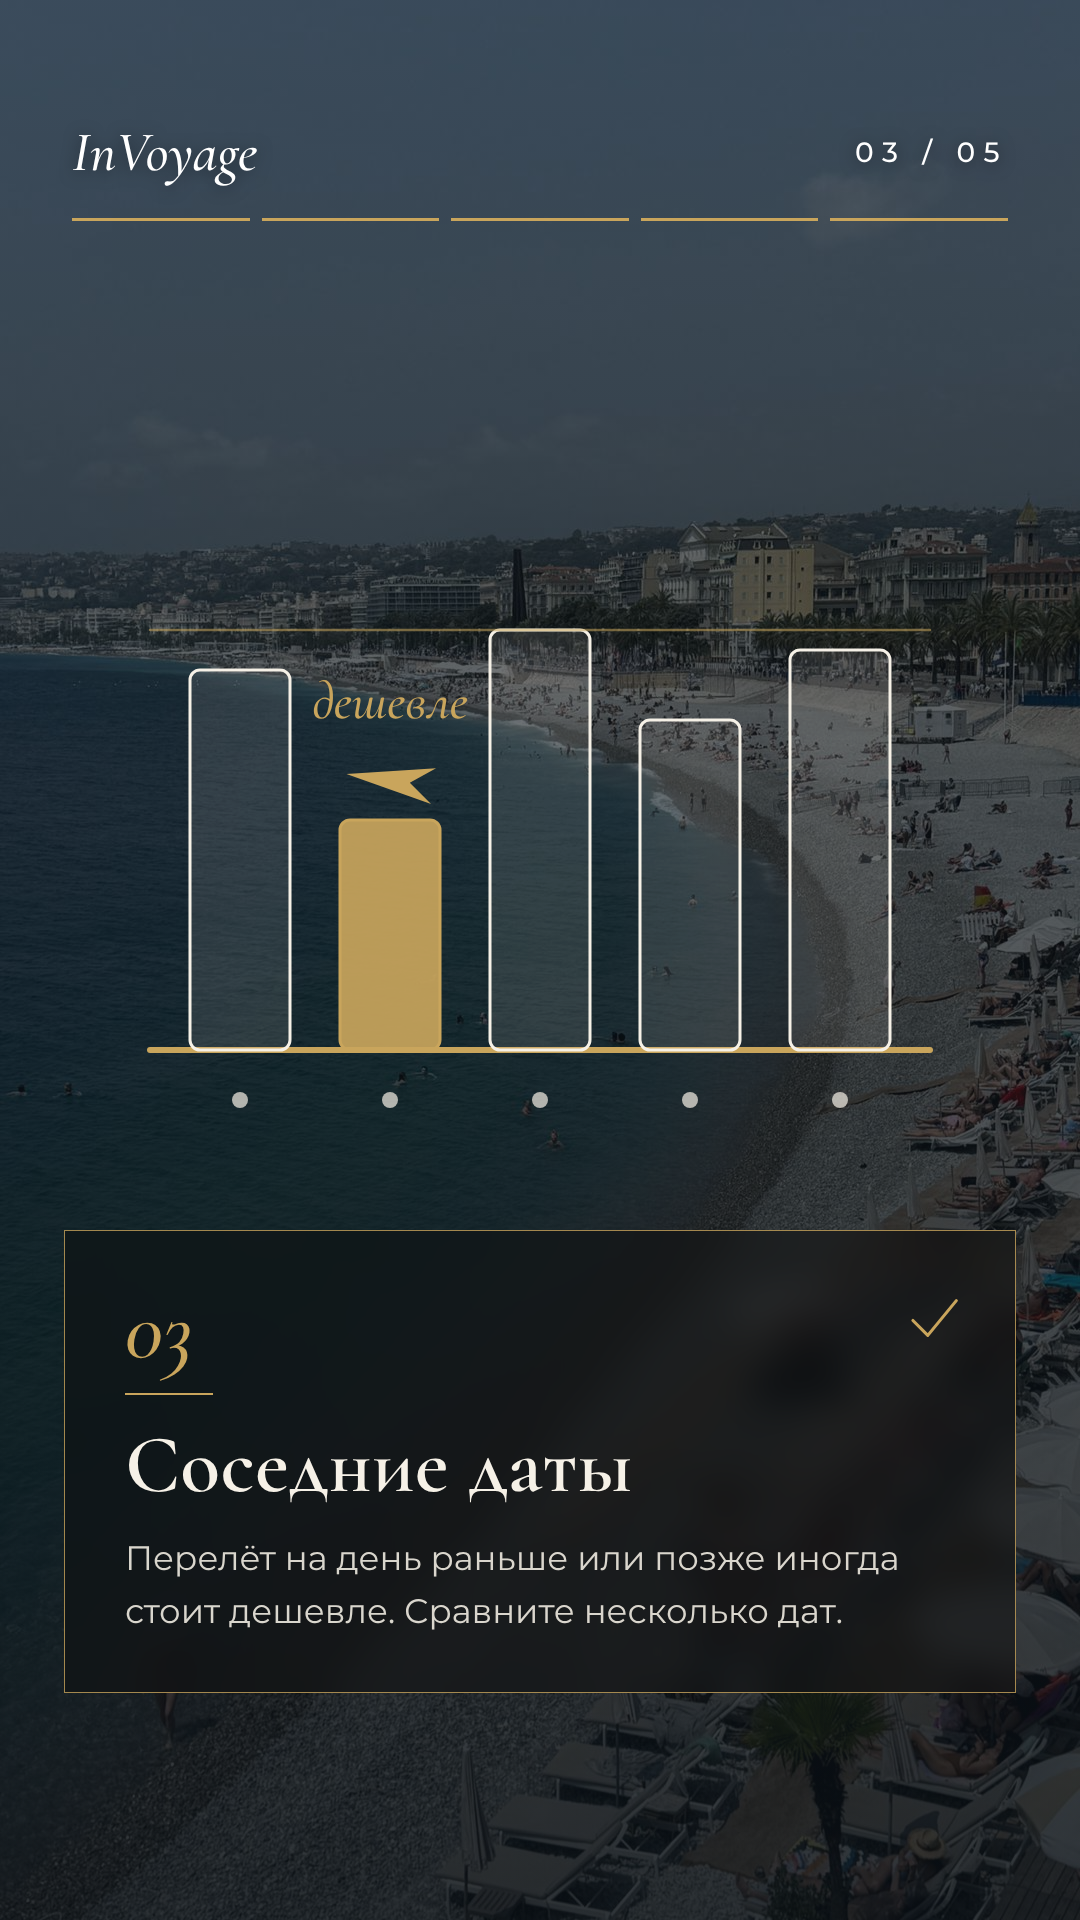 InVoyage
03 / 05
дешевле
03
Соседние даты
Перелёт на день раньше или позже иногда
стоит дешевле. Сравните несколько дат.